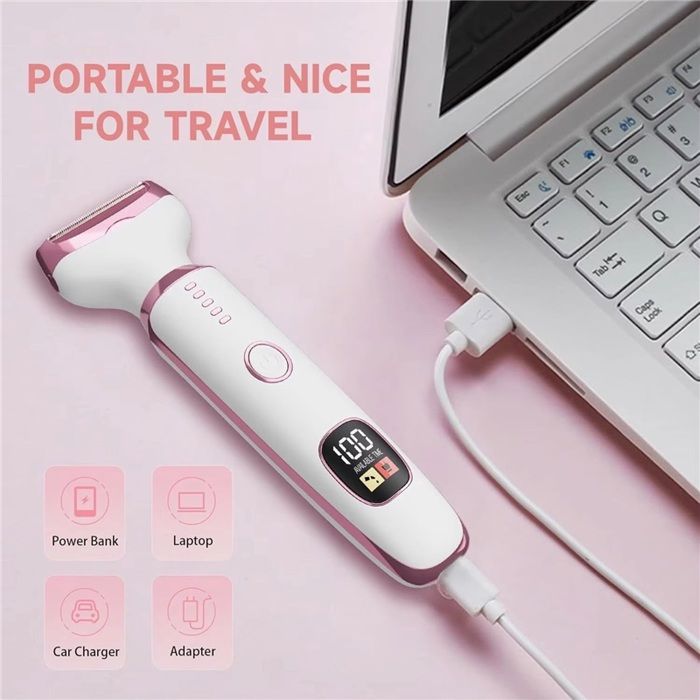 PORTABLE & NICE
FOR TRAVEL
Esc
F1
F2
F3
F4
1
2
3
Q
W
Tab
Caps
Lock
100
AVAILABLE TIME
Power Bank
Laptop
Car Charger
Adapter